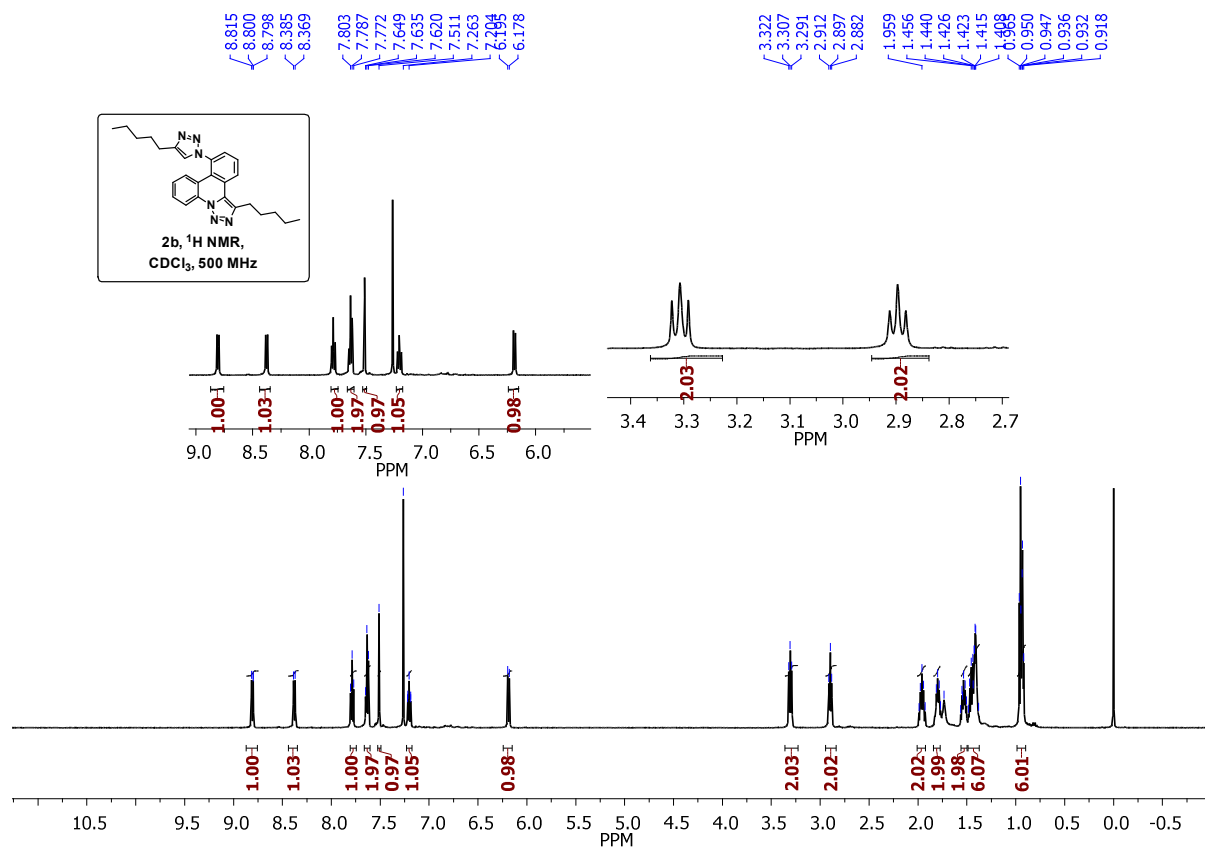 8.815 8.800 8.798 8.385 8.369 7.803 7.787 7.772 7.649 7.635 7.620 7.511 7.263 7.204 6.195 6.178 3.322 3.307 3.291 2.912 2.897 2.882 1.959 1.456 1.440 1.426 1.423 1.415 1.408 0.965 0.950 0.947 0.936 0.932 0.918
N N
N
N
N N
2b, ¹H NMR,
CDCl₃, 500 MHz
1.00 1.03 1.00 1.97 0.97 1.05 0.98
9.0 8.5 8.0 7.5 7.0 6.5 6.0
PPM
2.03 2.02
3.4 3.3 3.2 3.1 3.0 2.9 2.8 2.7
PPM
1.00 1.03 1.00 1.97 0.97 1.05 0.98 2.03 2.02 2.02 1.99 1.98 6.07 6.01
10.5 9.5 9.0 8.5 8.0 7.5 7.0 6.5 6.0 5.5 5.0 4.5 4.0 3.5 3.0 2.5 2.0 1.5 1.0 0.5 0.0 -0.5
PPM